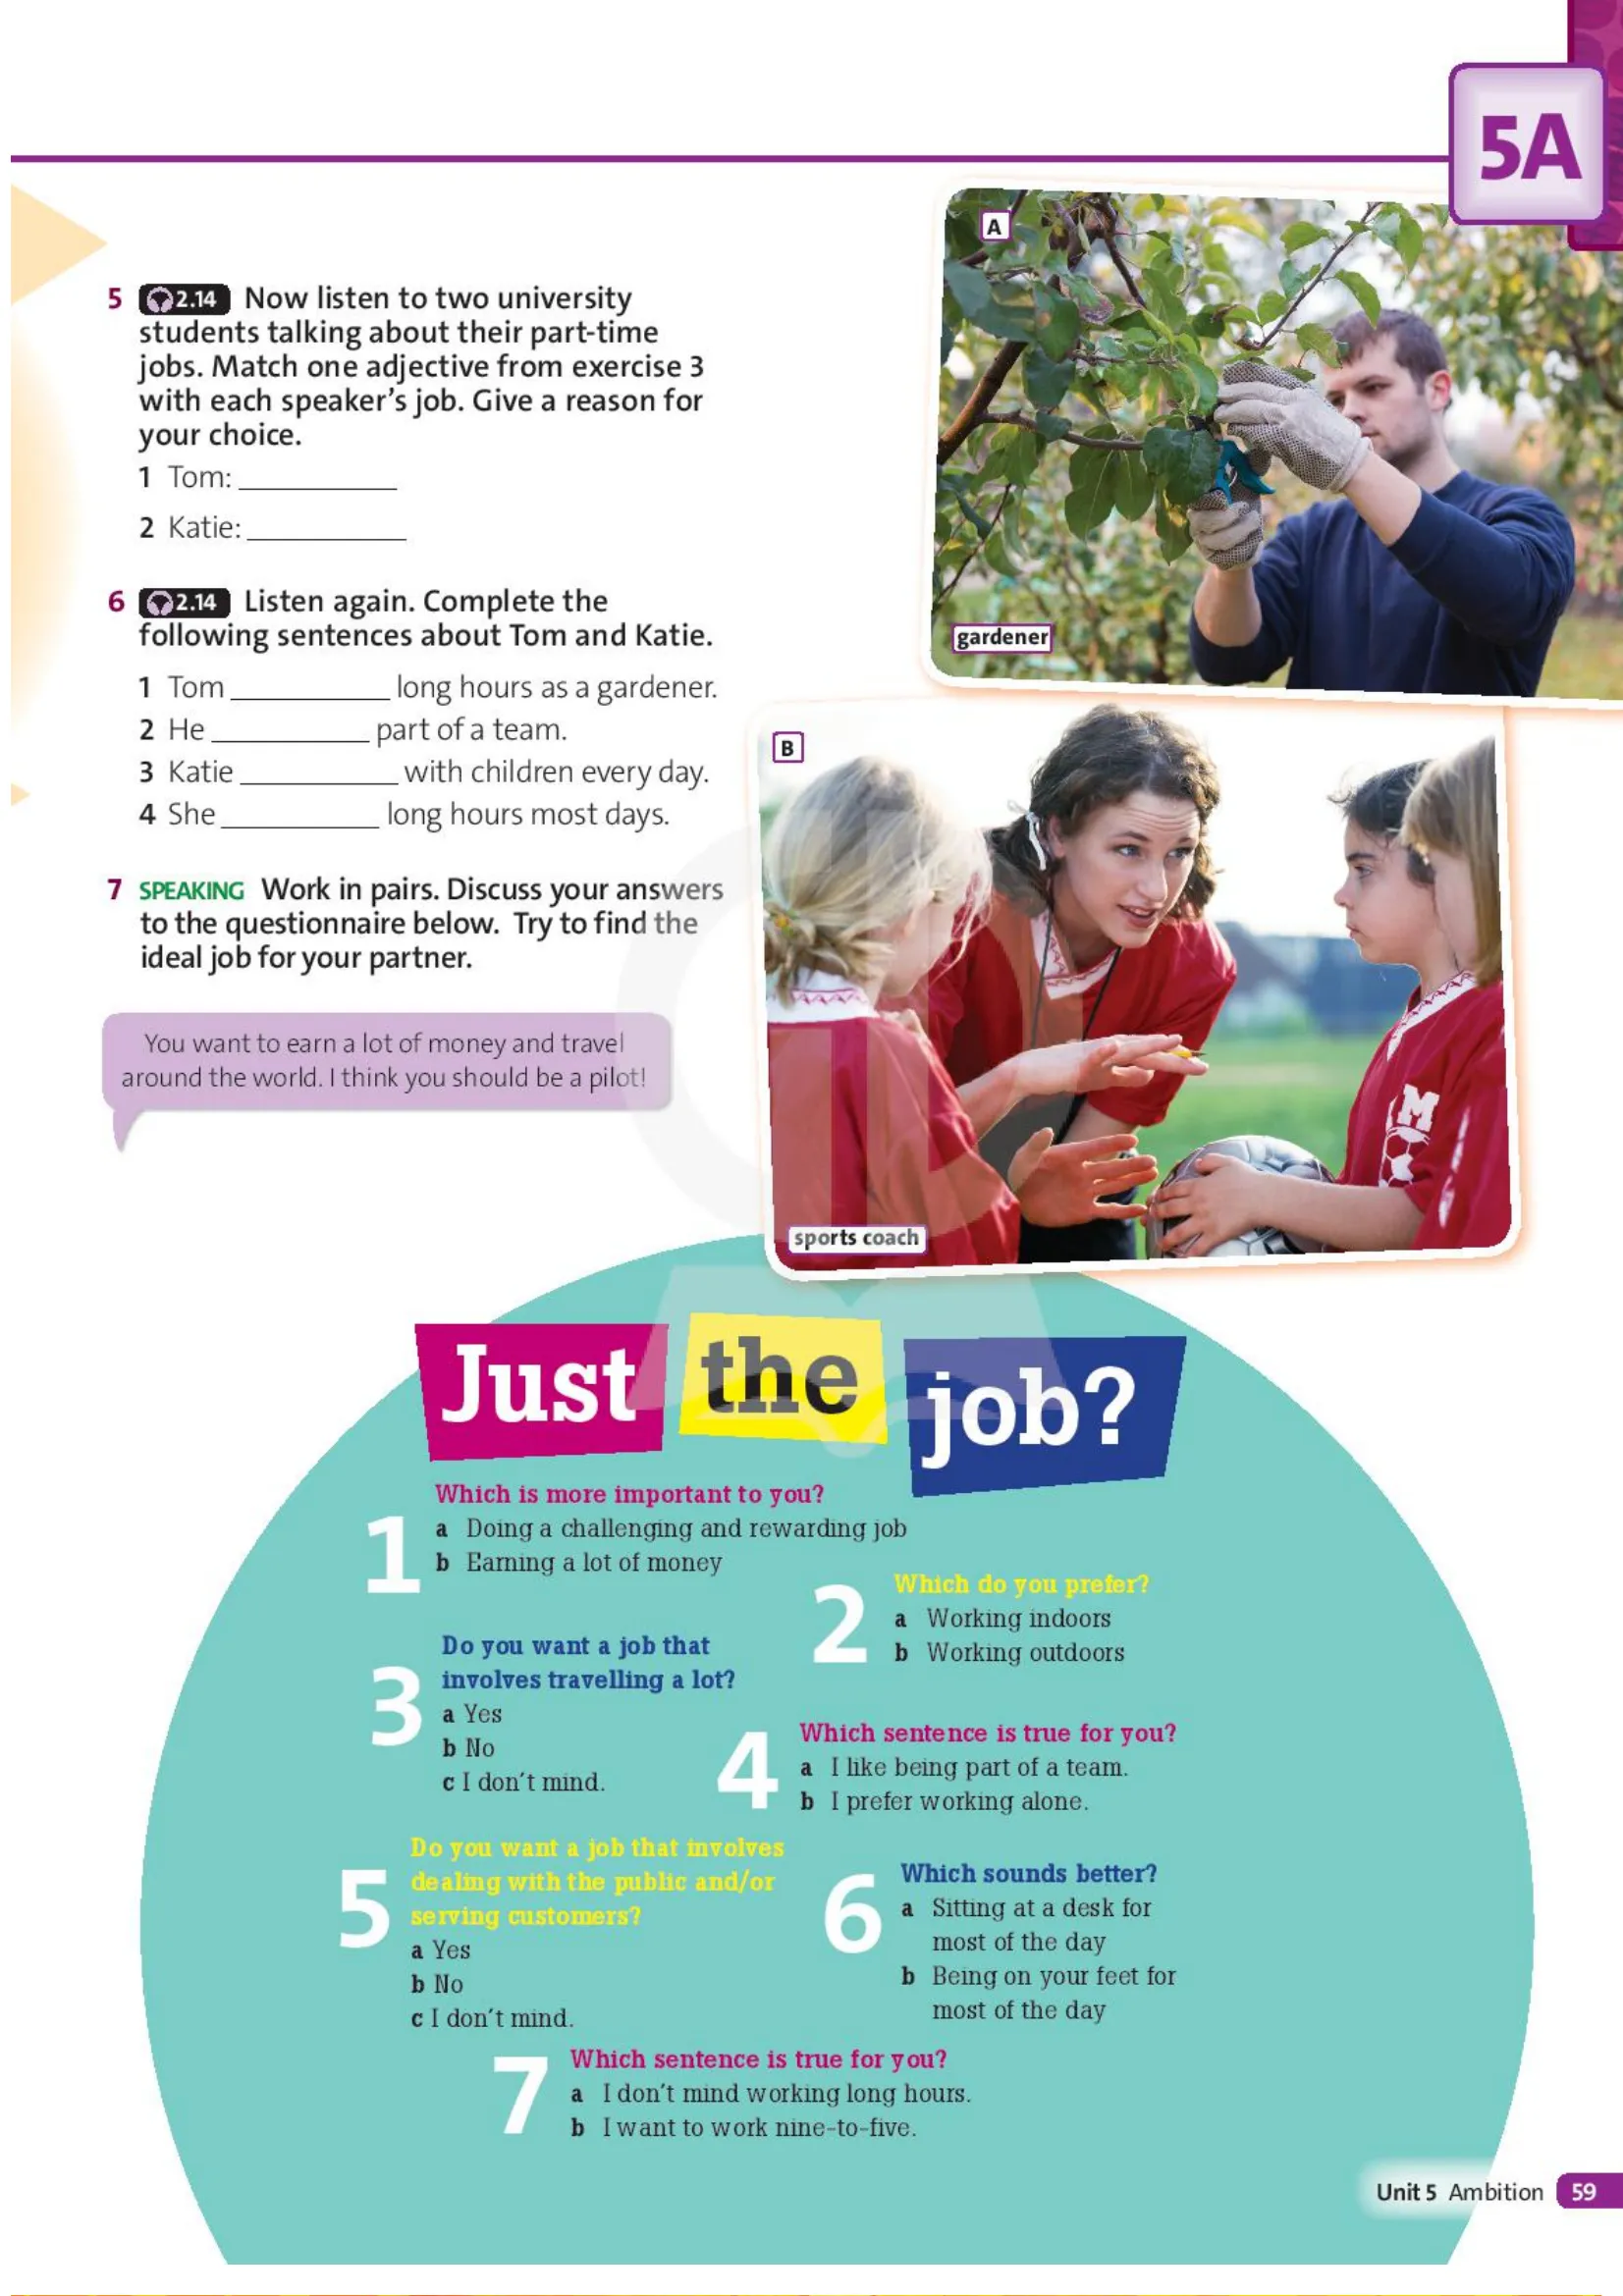 5A
5 2.14 Now listen to two university
students talking about their part-time
jobs. Match one adjective from exercise 3
with each speaker's job. Give a reason for
your choice.
1 Tom: ___________
2 Katie: ___________
6 2.14 Listen again. Complete the
following sentences about Tom and Katie.
1 Tom ___________ long hours as a gardener.
2 He ___________ part of a team.
3 Katie ___________ with children every day.
4 She ___________ long hours most days.
7 SPEAKING Work in pairs. Discuss your answers
to the questionnaire below. Try to find the
ideal job for your partner.
You want to earn a lot of money and travel
around the world. I think you should be a pilot!
A
gardener
B
M
sports coach
Just the job?
1 Which is more important to you?
a Doing a challenging and rewarding job
b Earning a lot of money
2 Which do you prefer?
a Working indoors
b Working outdoors
3 Do you want a job that
involves travelling a lot?
a Yes
b No
c I don't mind.
4 Which sentence is true for you?
a I like being part of a team.
b I prefer working alone.
5 Do you want a job that involves
dealing with the public and/or
serving customers?
a Yes
b No
c I don't mind.
6 Which sounds better?
a Sitting at a desk for
most of the day
b Being on your feet for
most of the day
7 Which sentence is true for you?
a I don't mind working long hours.
b I want to work nine-to-five.
Unit 5 Ambition 59